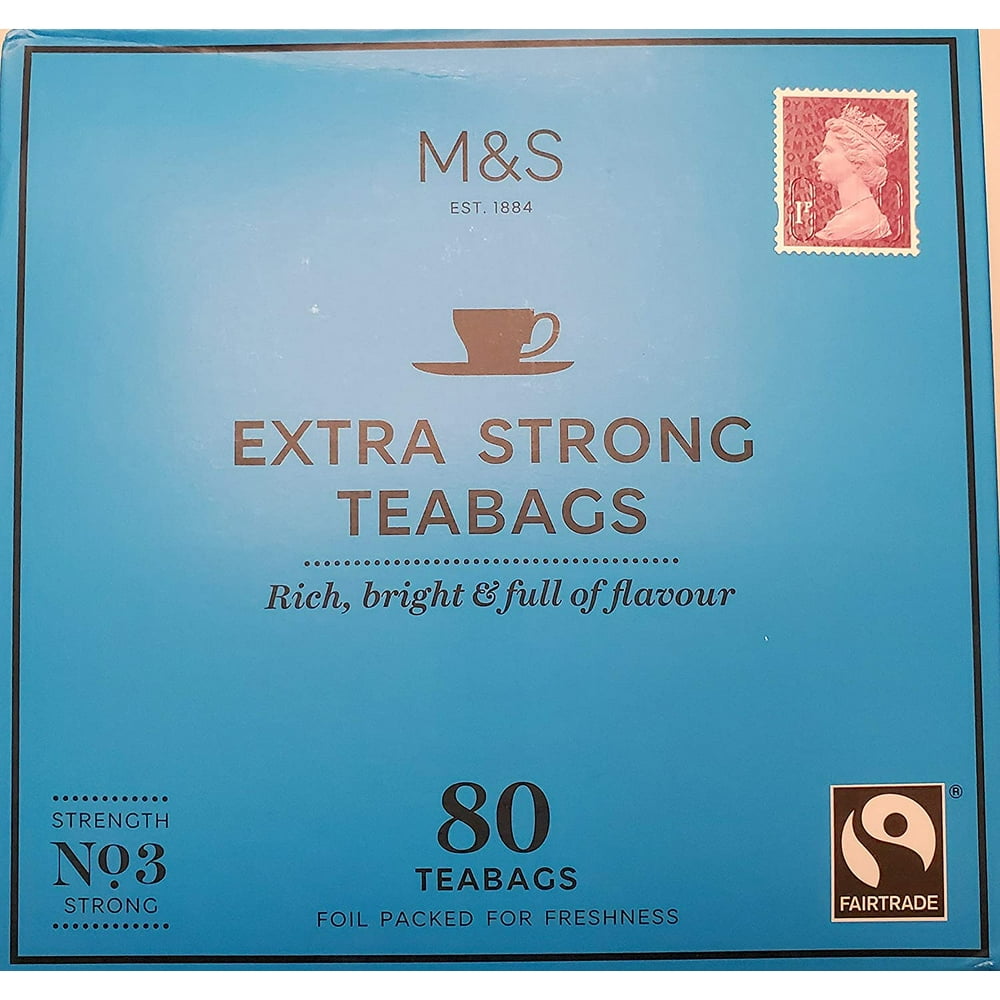 M&S
EST. 1884
1P
EXTRA STRONG
TEABAGS
Rich, bright & full of flavour
STRENGTH
No3
STRONG
80
TEABAGS
FOIL PACKED FOR FRESHNESS
FAIRTRADE
®